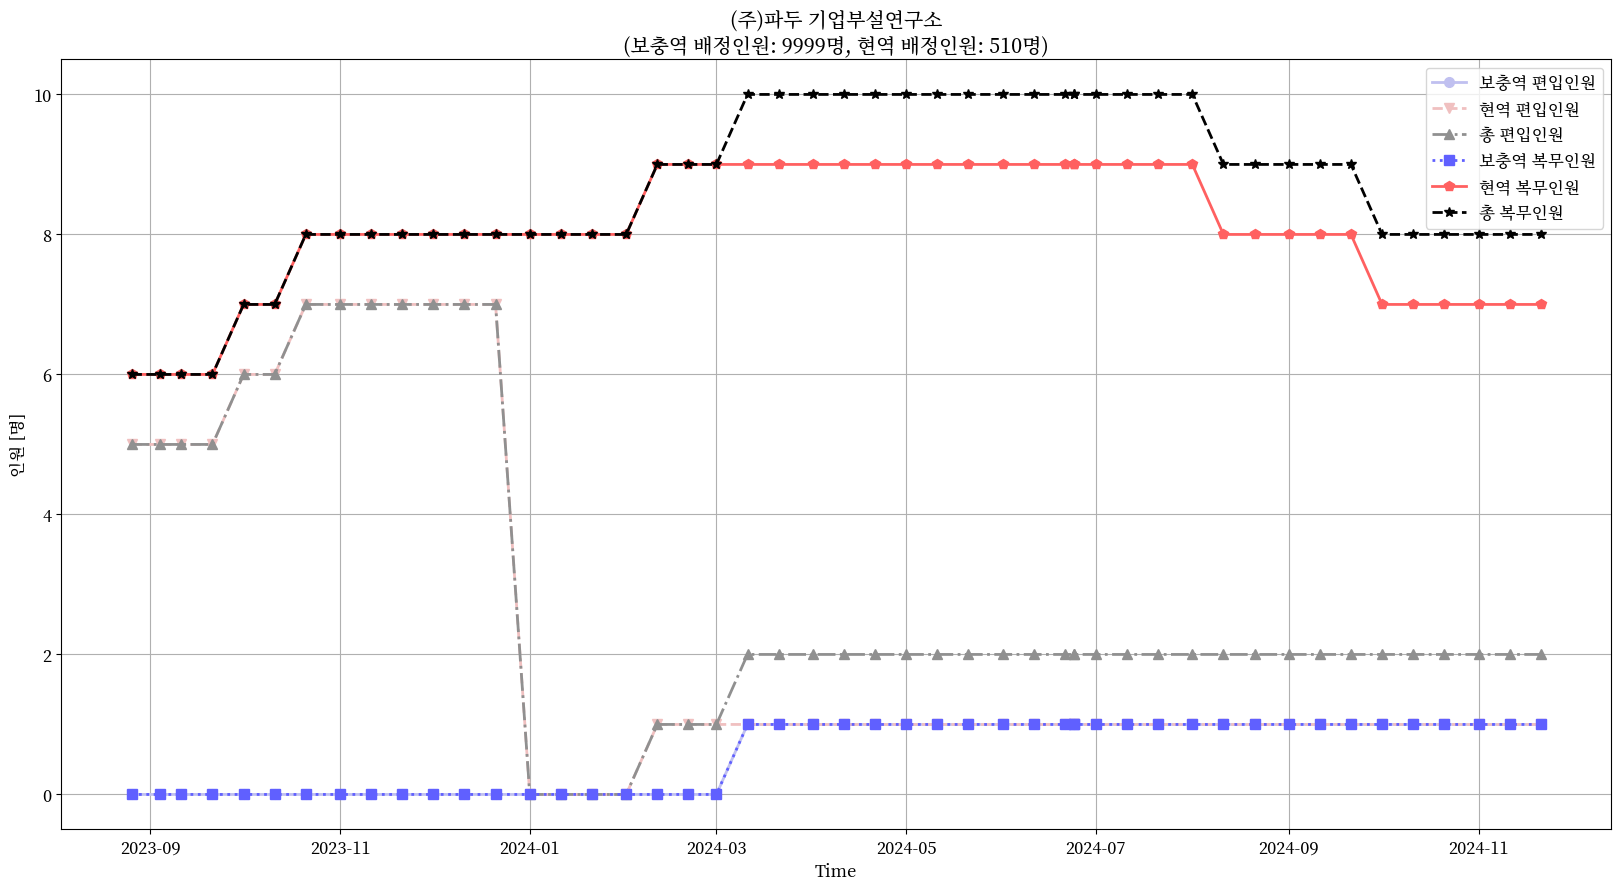 (주)파두 기업부설연구소
(보충역 배정인원: 9999명, 현역 배정인원: 510명)
보충역 편입인원
현역 편입인원
총 편입인원
보충역 복무인원
현역 복무인원
총 복무인원
인원 [명]
10
8
6
4
2
0
2023-09 2023-11 2024-01 2024-03 2024-05 2024-07 2024-09 2024-11
Time